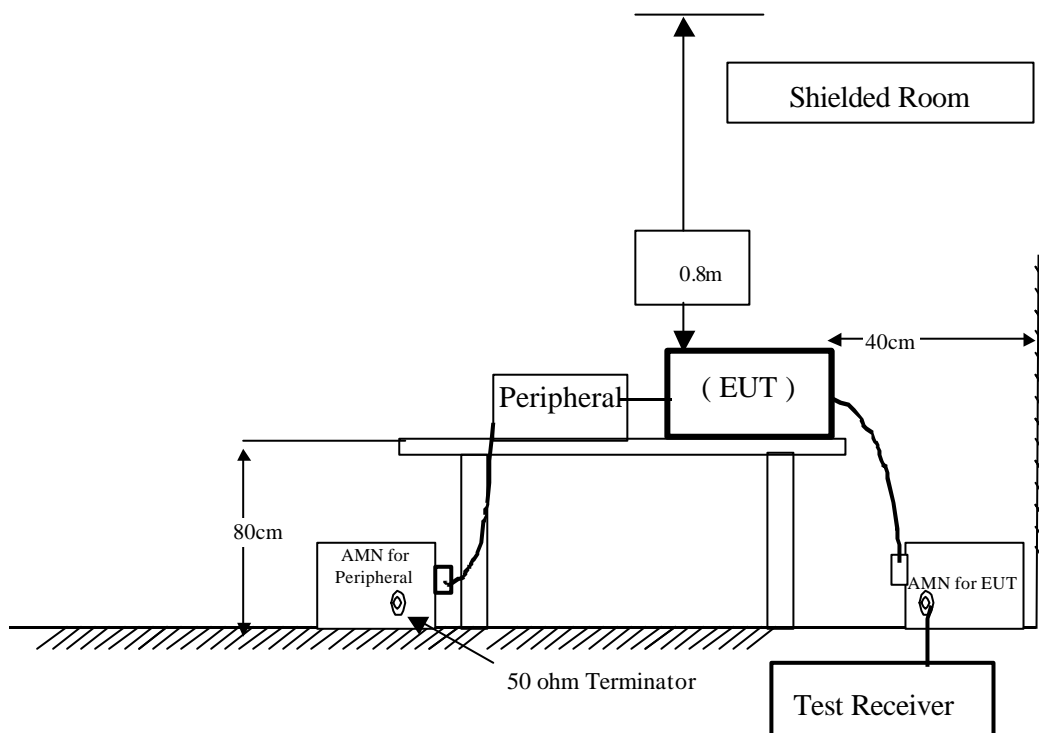 Shielded Room
0.8m
40cm
Peripheral
( EUT )
80cm
AMN for
Peripheral
AMN for EUT
50 ohm Terminator
Test Receiver